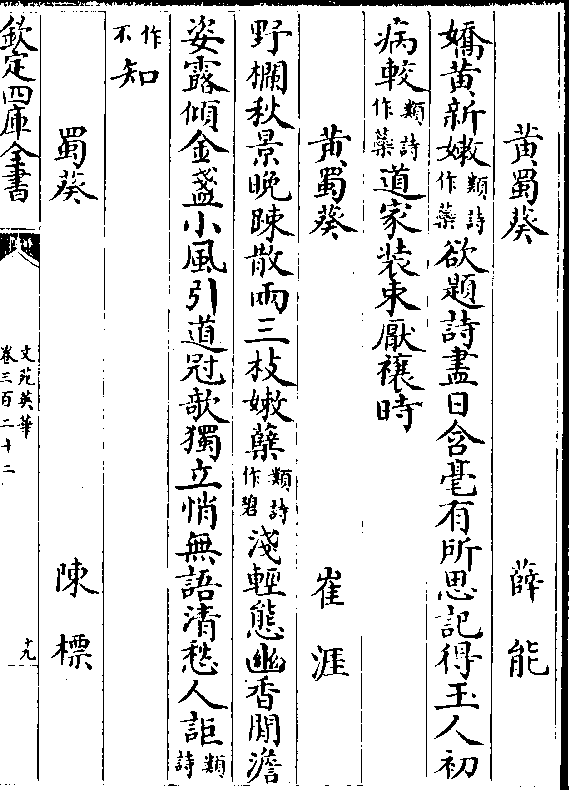 黄蜀葵　薛能
嬌黄新嫩類詩作蘂欲題詩盡日含毫有所思記得玉人初
病較類詩作藥道家装束厭禳時
黄蜀葵　崔涯
野欄秋景晚踈散兩三枝嫩蘂類詩作碧淺輕態幽香閒澹
姿露傾金盞小風引道冠欹獨立悄無語清愁人詎類詩
作不知
蜀葵　陳標
欽定四庫全書
文苑英華
卷三百二十二
十九